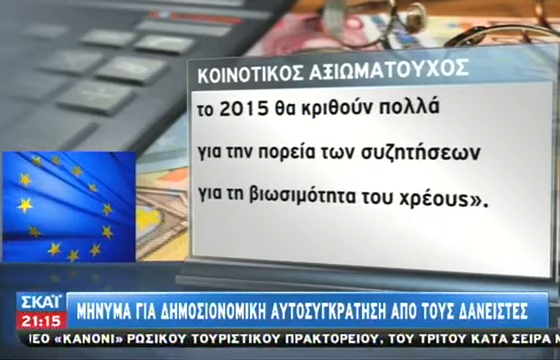 ΚΟΙΝΟΤΙΚΟΣ ΑΞΙΩΜΑΤΟΥΧΟΣ
το 2015 θα κριθούν πολλά
για την πορεία των συζητήσεων
για τη βιωσιμότητα του χρέους».
ΣΚΑΪ
21:15
ΜΗΝΥΜΑ ΓΙΑ ΔΗΜΟΣΙΟΝΟΜΙΚΗ ΑΥΤΟΣΥΓΚΡΑΤΗΣΗ ΑΠΟ ΤΟΥΣ ΔΑΝΕΙΣΤΕΣ
ΙΕΟ «ΚΑΝΟΝΙ» ΡΩΣΙΚΟΥ ΤΟΥΡΙΣΤΙΚΟΥ ΠΡΑΚΤΟΡΕΙΟΥ, ΤΟΥ ΤΡΙΤΟΥ ΚΑΤΑ ΣΕΙΡΑ